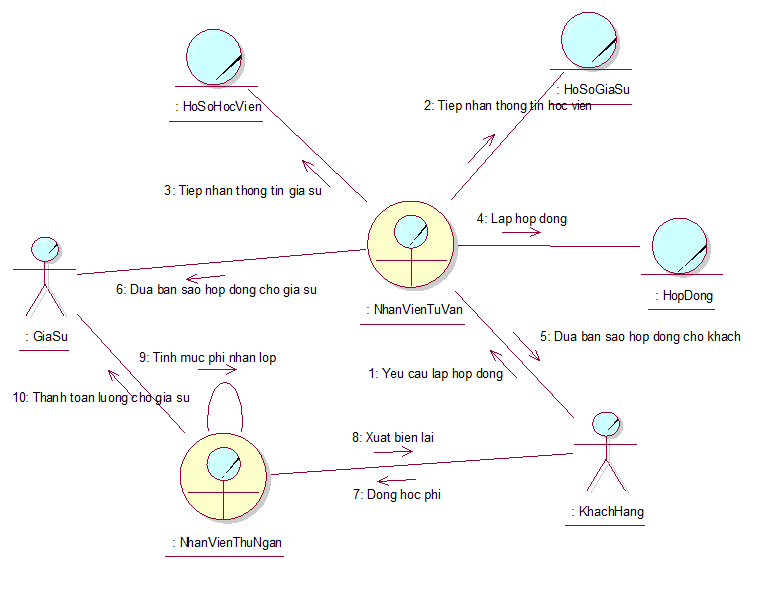 : HoSoHocVien
: HoSoGiaSu
2: Tiep nhan thong tin hoc vien
3: Tiep nhan thong tin gia su
4: Lap hop dong
: GiaSu
6: Dua ban sao hop dong cho gia su
: NhanVienTuVan
: HopDong
5: Dua ban sao hop dong cho khach
9: Tinh muc phi nhan lop
1: Yeu cau lap hop dong
10: Thanh toan luong cho gia su
8: Xuat bien lai
7: Dong hoc phi
: KhachHang
: NhanVienThuNgan